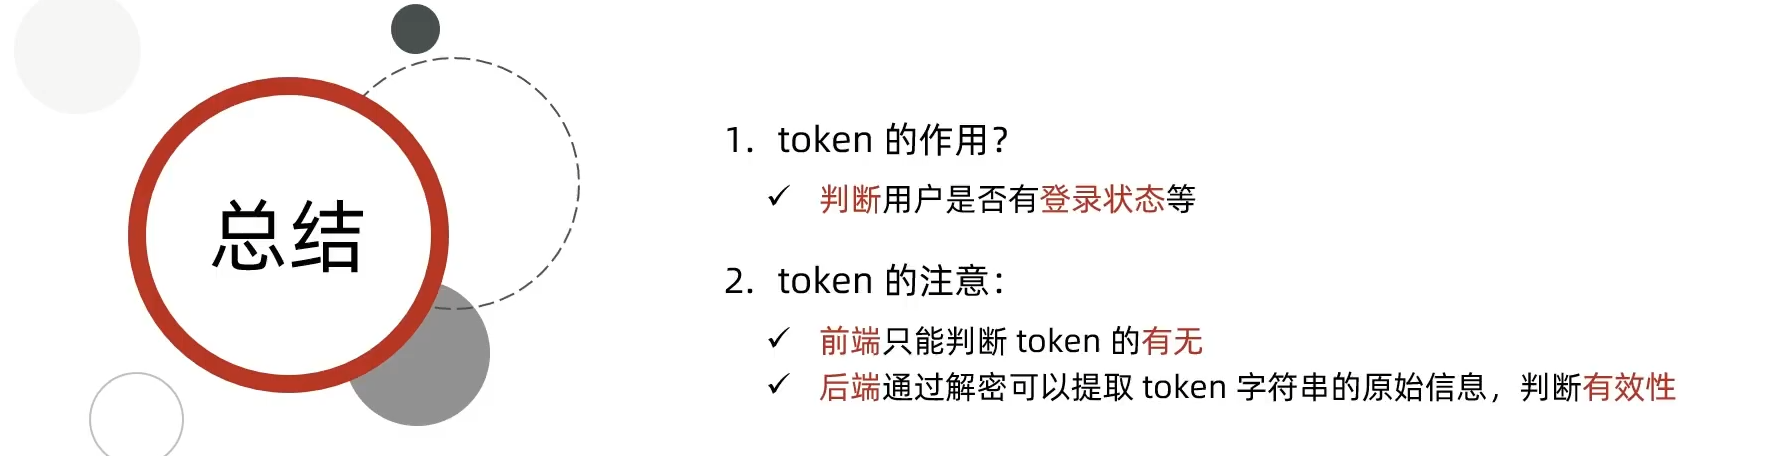 总结
1. token 的作用？
✓ 判断用户是否有登录状态等
2. token 的注意：
✓ 前端只能判断 token 的有无
✓ 后端通过解密可以提取 token 字符串的原始信息，判断有效性